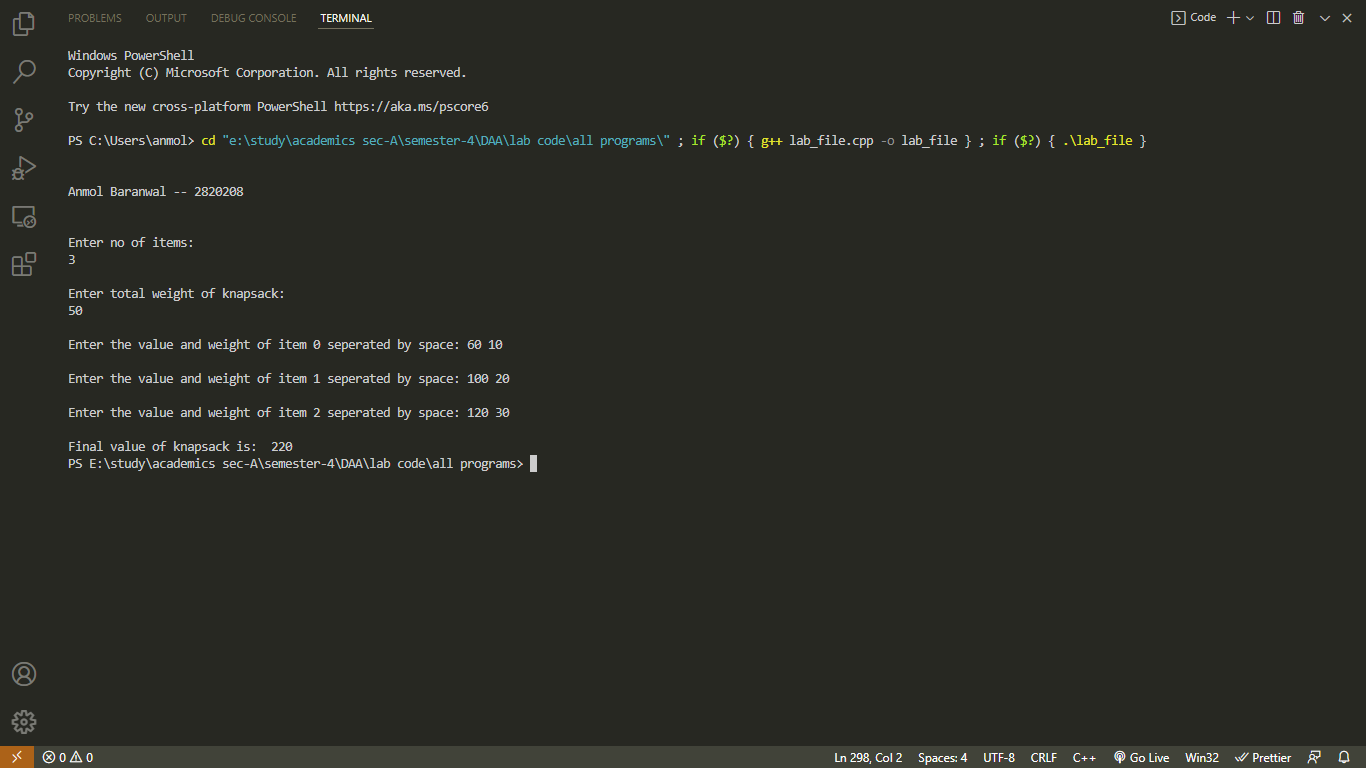 PROBLEMS OUTPUT DEBUG CONSOLE TERMINAL Code
Windows PowerShell
Copyright (C) Microsoft Corporation. All rights reserved.
Try the new cross-platform PowerShell https://aka.ms/pscore6
PS C:\Users\anmol> cd "e:\study\academics sec-A\semester-4\DAA\lab code\all programs\" ; if ($?) { g++ lab_file.cpp -o lab_file } ; if ($?) { .\lab_file }
Anmol Baranwal -- 2820208
Enter no of items:
3
Enter total weight of knapsack:
50
Enter the value and weight of item 0 seperated by space: 60 10
Enter the value and weight of item 1 seperated by space: 100 20
Enter the value and weight of item 2 seperated by space: 120 30
Final value of knapsack is:  220
PS E:\study\academics sec-A\semester-4\DAA\lab code\all programs>
0 0 Ln 298, Col 2 Spaces: 4 UTF-8 CRLF C++ Go Live Win32 Prettier